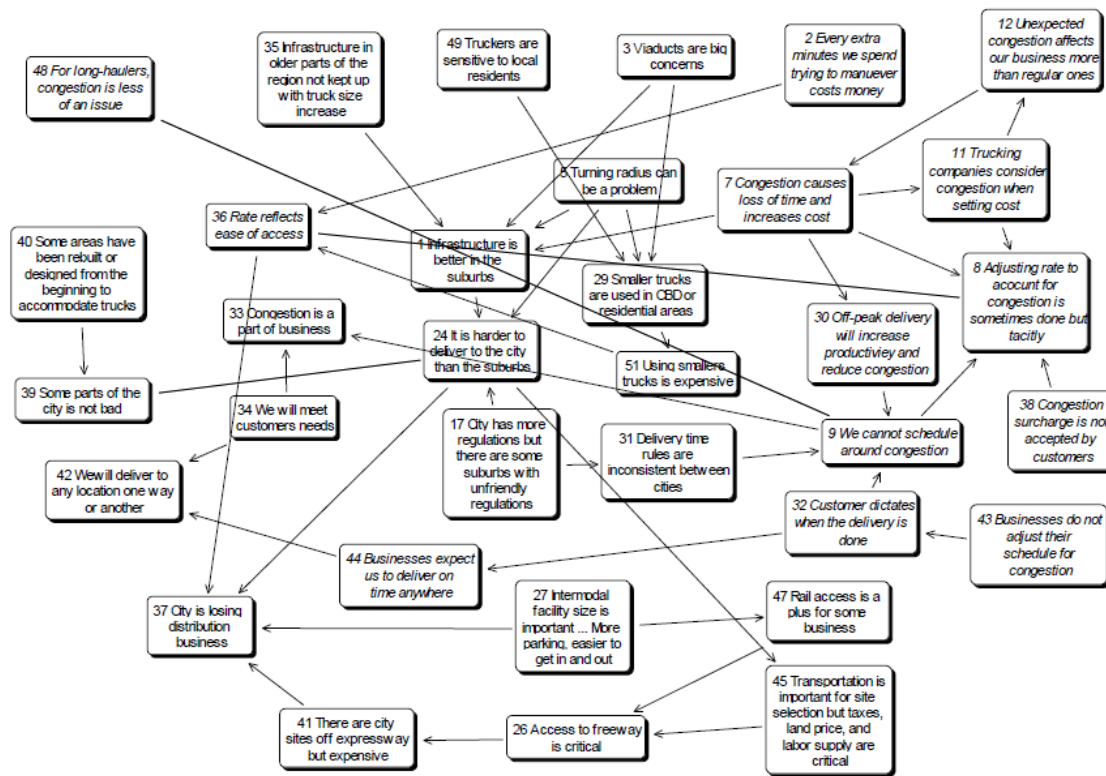 48 For long-haulers,
congestion is less
of an issue
35 Infrastructure in
older parts of the
region not kept up
with truck size
increase
49 Truckers are
sensitive to local
residents
3 Viaducts are big
concerns
2 Every extra
minutes we spend
trying to manuever
costs money
12 Unexpected
congestion affects
our business more
than regular ones
11 Trucking
companies consider
congestion when
setting cost
5 Turning radius can
be a problem
7 Congestion causes
loss of time and
increases cost
36 Rate reflects
ease of access
40 Some areas have
been rebuilt or
designed from the
beginning to
accommodate trucks
1 Infrastructure is
better in the
suburbs
29 Smaller trucks
are used in CBD or
residential areas
8 Adjusting rate to
acount for
congestion is
sometimes done but
tacitly
33 Congestion is a
part of business
24 It is harder to
deliver to the city
than the suburbs
30 Off-peak delivery
will increase
productiviey and
reduce congestion
51 Using smallers
trucks is expensive
39 Some parts of the
city is not bad
34 We will meet
customers needs
17 City has more
regulations but
there are some
suburbs with
unfriendly
regulations
31 Delivery time
rules are
inconsistent between
cities
9 We cannot schedule
around congestion
38 Congestion
surcharge is not
accepted by
customers
42 Wewill deliver to
any location one way
or another
32 Customer dictates
when the delivery is
done
43 Businesses do not
adjust their
schedule for
congestion
44 Businesses expect
us to deliver on
time anywhere
37 City is losing
distribution
business
27 Intermodal
facility size is
important ... More
parking, easier to
get in and out
47 Rail access is a
plus for some
business
41 There are city
sites off expressway
but expensive
26 Access to freeway
is critical
45 Transportation is
important for site
selection but taxes,
land price, and
labor supply are
critical